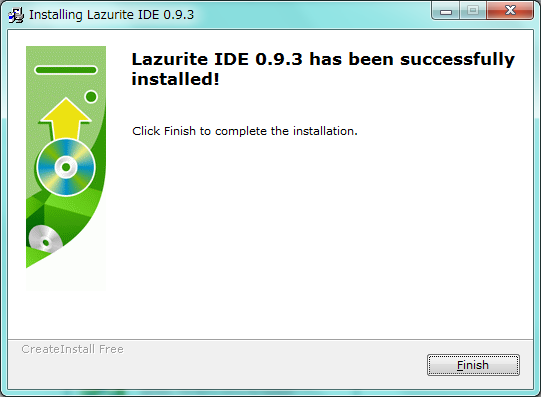 Installing Lazurite IDE 0.9.3
Lazurite IDE 0.9.3 has been successfully
installed!
Click Finish to complete the installation.
CreateInstall Free
Finish